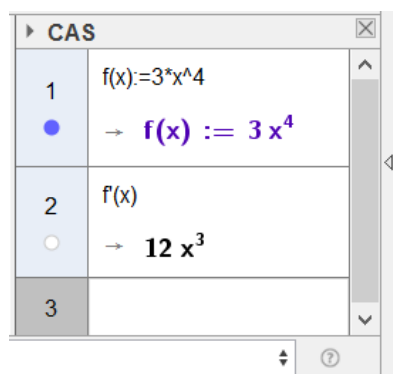 CAS
1
f(x):=3*x^4
→ f(x) := 3 x⁴
2
f'(x)
→ 12 x³
3
?